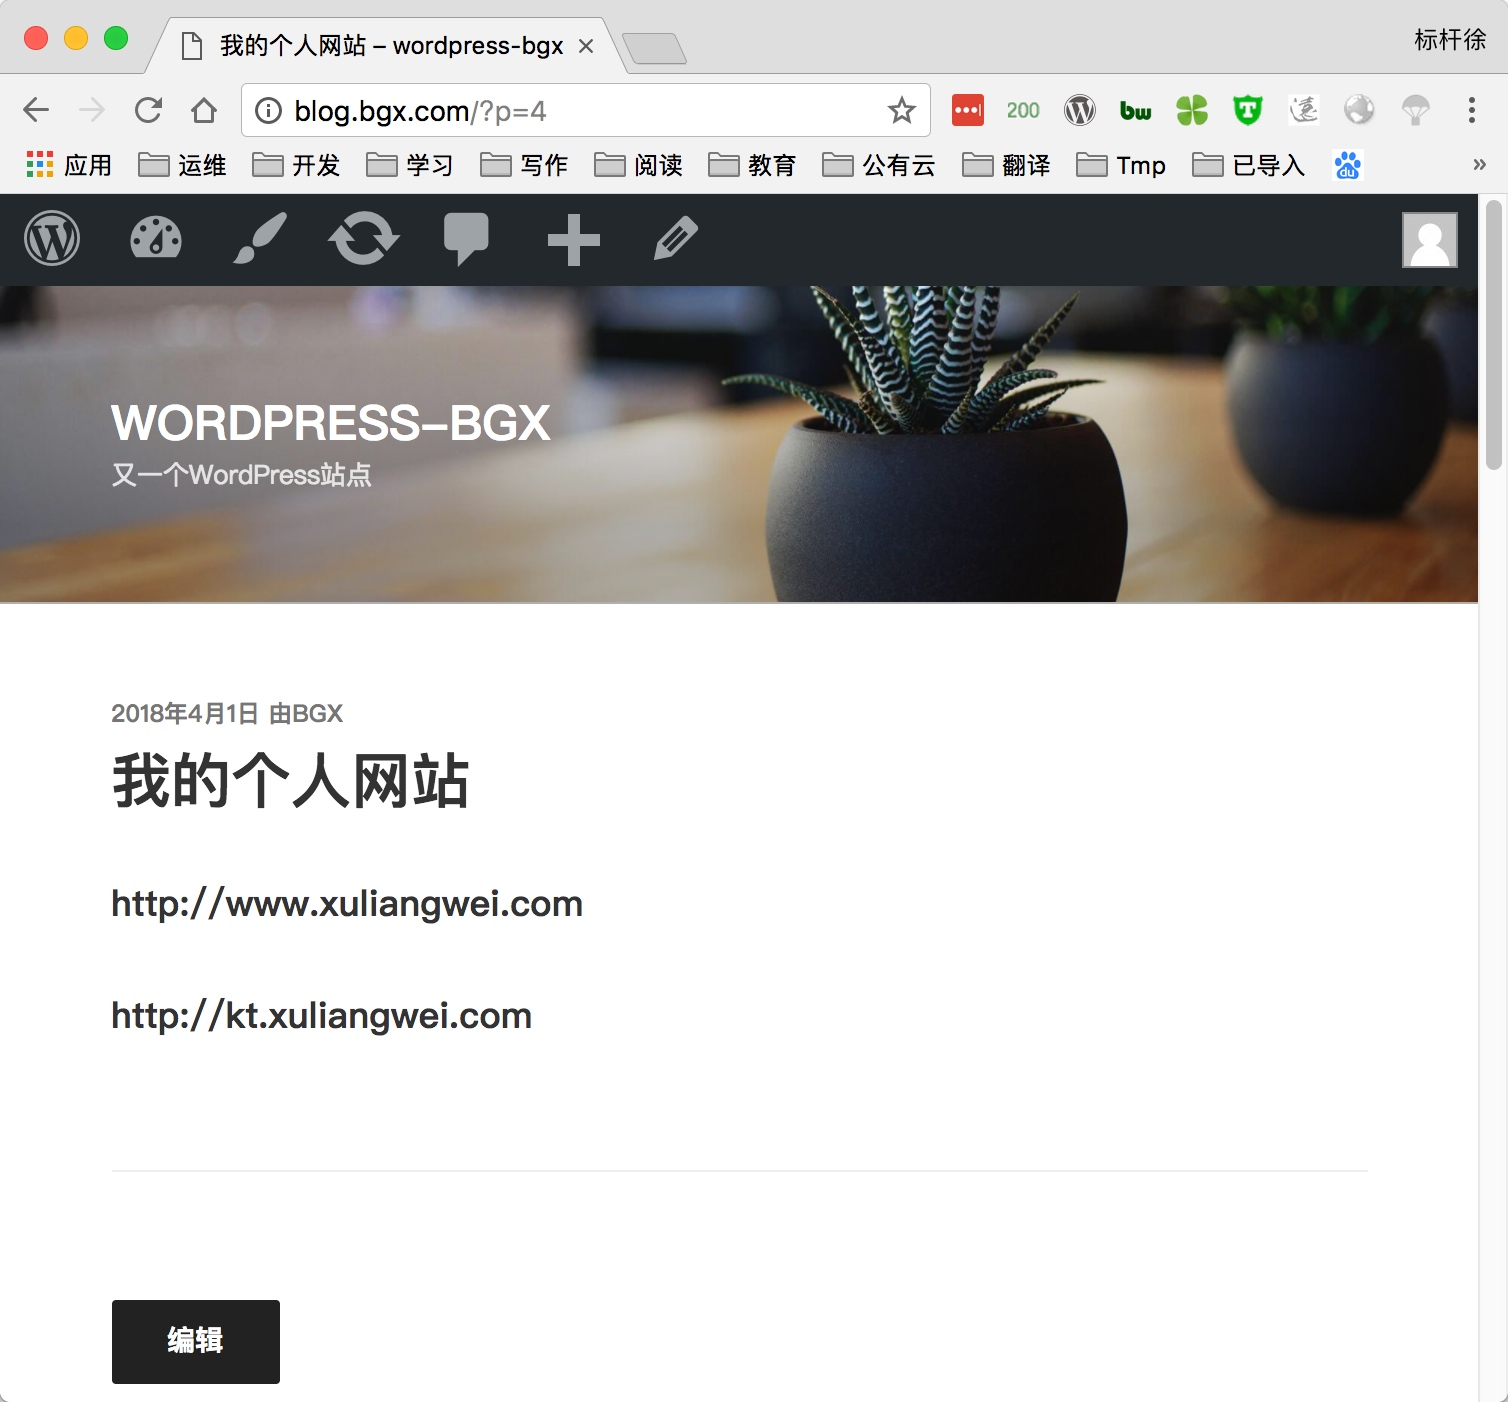 我的个人网站 – wordpress-bgx
标杆徐
blog.bgx.com/?p=4
200
bw
T
应用 运维 开发 学习 写作 阅读 教育 公有云 翻译 Tmp 已导入 du »
WORDPRESS-BGX
又一个WordPress站点
2018年4月1日 由BGX
我的个人网站
http://www.xuliangwei.com
http://kt.xuliangwei.com
编辑